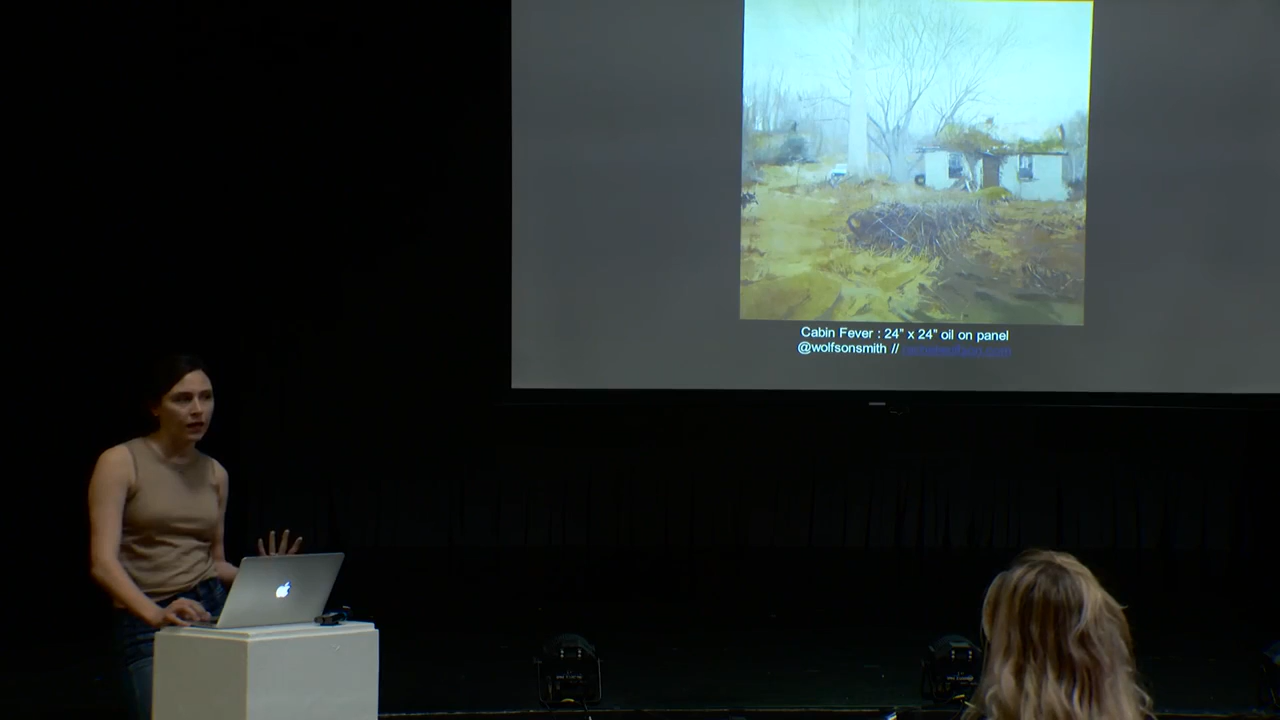 Cabin Fever : 24" x 24" oil on panel
@wolfsonsmith //